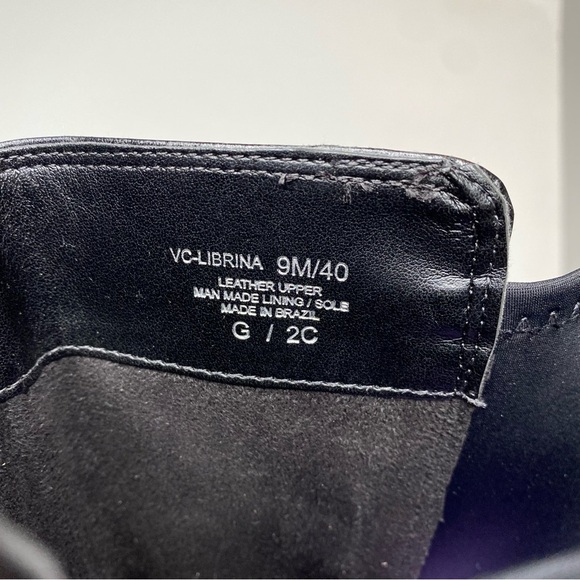 VC-LIBRINA 9M/40
LEATHER UPPER
MAN MADE LINING / SOLE
MADE IN BRAZIL
G / 2C